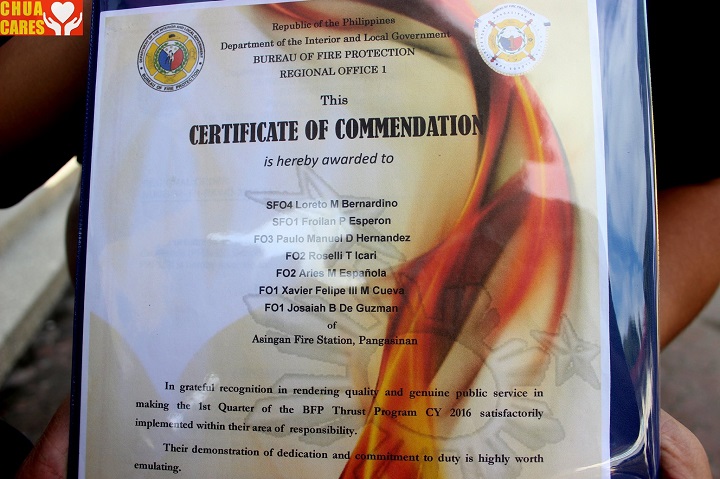 CHUA
CARES
Republic of the Philippines
Department of the Interior and Local Government
BUREAU OF FIRE PROTECTION
REGIONAL OFFICE 1
This
CERTIFICATE OF COMMENDATION
is hereby awarded to
SFO4 Loreto M Bernardino
SFO1 Froilan P Esperon
FO3 Paulo Manuel D Hernandez
FO2 Roselli T Icari
FO2 Aries M Española
FO1 Xavier Felipe III M Cueva
FO1 Josaiah B De Guzman
of
Asingan Fire Station, Pangasinan
In grateful recognition in rendering quality and genuine public service in
making the 1st Quarter of the BFP Thrust Program CY 2016 satisfactorily
implemented within their area of responsibility.
Their demonstration of dedication and commitment to duty is highly worth
emulating.